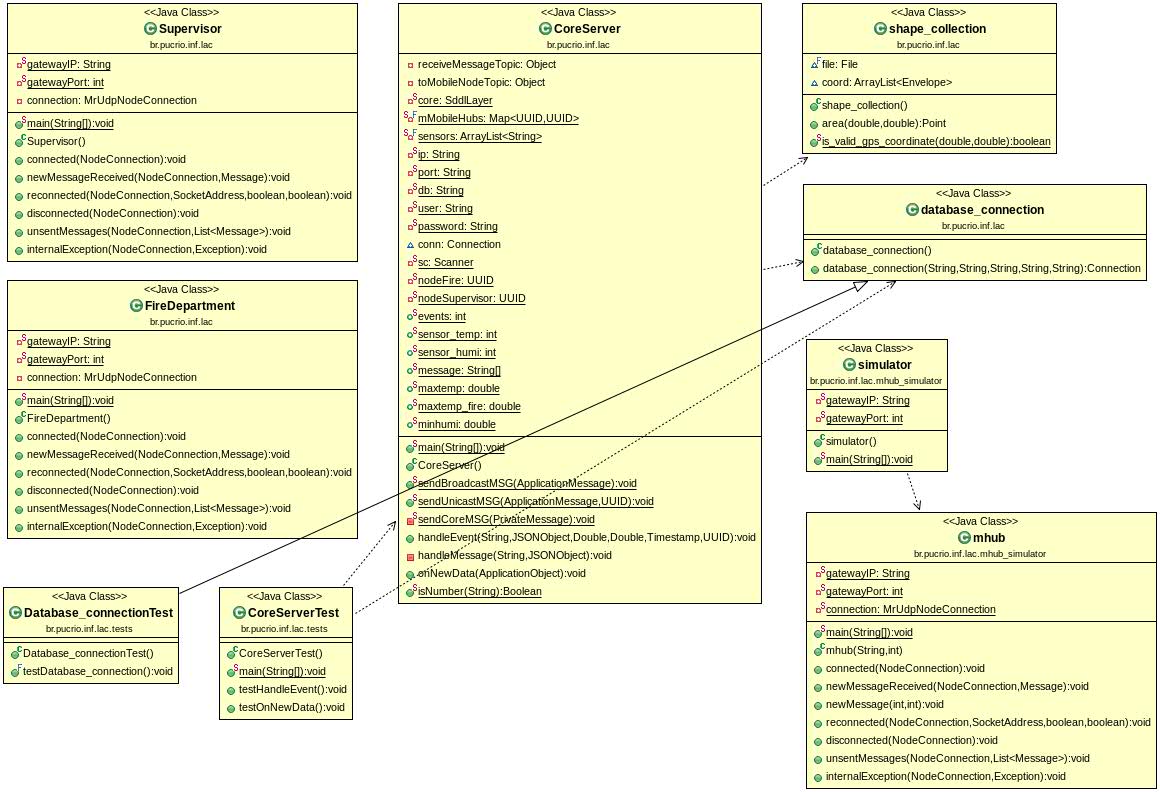 <<Java Class>>
Supervisor
br.pucrio.inf.lac
gatewayIP: String
gatewayPort: int
connection: MrUdpNodeConnection
main(String[]):void
Supervisor()
connected(NodeConnection):void
newMessageReceived(NodeConnection,Message):void
reconnected(NodeConnection,SocketAddress,boolean,boolean):void
disconnected(NodeConnection):void
unsentMessages(NodeConnection,List<Message>):void
internalException(NodeConnection,Exception):void
<<Java Class>>
FireDepartment
br.pucrio.inf.lac
gatewayIP: String
gatewayPort: int
connection: MrUdpNodeConnection
main(String[]):void
FireDepartment()
connected(NodeConnection):void
newMessageReceived(NodeConnection,Message):void
reconnected(NodeConnection,SocketAddress,boolean,boolean):void
disconnected(NodeConnection):void
unsentMessages(NodeConnection,List<Message>):void
internalException(NodeConnection,Exception):void
<<Java Class>>
Database_connectionTest
br.pucrio.inf.lac.tests
Database_connectionTest()
testDatabase_connection():void
<<Java Class>>
CoreServerTest
br.pucrio.inf.lac.tests
CoreServerTest()
main(String[]):void
testHandleEvent():void
testOnNewData():void
<<Java Class>>
CoreServer
br.pucrio.inf.lac
receiveMessageTopic: Object
toMobileNodeTopic: Object
core: SddlLayer
mMobileHubs: Map<UUID,UUID>
sensors: ArrayList<String>
ip: String
port: String
db: String
user: String
password: String
conn: Connection
sc: Scanner
nodeFire: UUID
nodeSupervisor: UUID
events: int
sensor_temp: int
sensor_humi: int
message: String[]
maxtemp: double
maxtemp_fire: double
minhumi: double
main(String[]):void
CoreServer()
sendBroadcastMSG(ApplicationMessage):void
sendUnicastMSG(ApplicationMessage,UUID):void
sendCoreMSG(PrivateMessage):void
handleEvent(String,JSONObject,Double,Double,Timestamp,UUID):void
handleMessage(String,JSONObject):void
onNewData(ApplicationObject):void
isNumber(String):Boolean
<<Java Class>>
shape_collection
br.pucrio.inf.lac
file: File
coord: ArrayList<Envelope>
shape_collection()
area(double,double):Point
is_valid_gps_coordinate(double,double):boolean
<<Java Class>>
database_connection
br.pucrio.inf.lac
database_connection()
database_connection(String,String,String,String,String):Connection
<<Java Class>>
simulator
br.pucrio.inf.lac.mhub_simulator
gatewayIP: String
gatewayPort: int
simulator()
main(String[]):void
<<Java Class>>
mhub
br.pucrio.inf.lac.mhub_simulator
gatewayIP: String
gatewayPort: int
connection: MrUdpNodeConnection
main(String[]):void
mhub(String,int)
connected(NodeConnection):void
newMessageReceived(NodeConnection,Message):void
newMessage(int,int):void
reconnected(NodeConnection,SocketAddress,boolean,boolean):void
disconnected(NodeConnection):void
unsentMessages(NodeConnection,List<Message>):void
internalException(NodeConnection,Exception):void